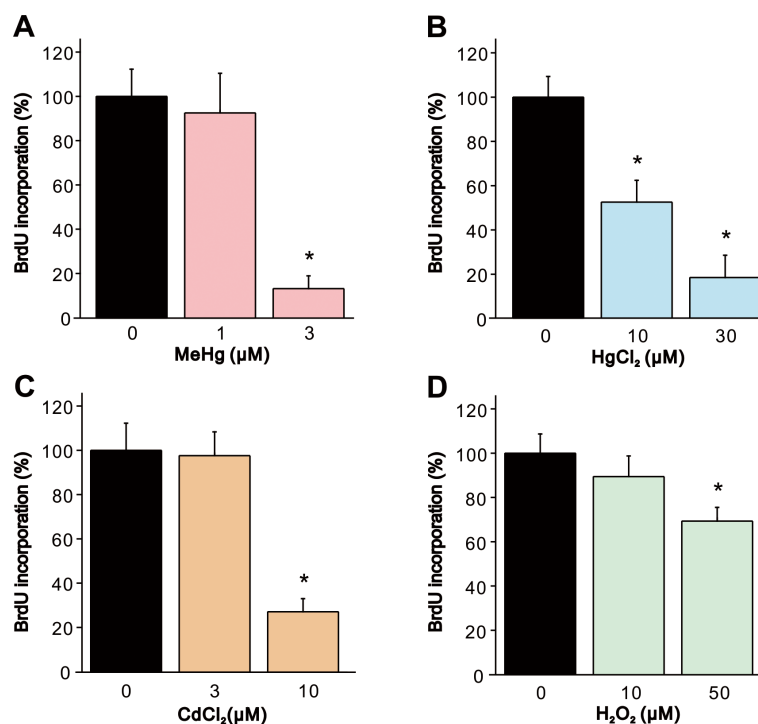 A
BrdU incorporation (%)
120
100
80
60
40
20
0
*
0 1 3
MeHg (µM)
B
BrdU incorporation (%)
120
100
80
60
40
20
0
*
*
0 10 30
HgCl₂ (µM)
C
BrdU incorporation (%)
120
100
80
60
40
20
0
*
0 3 10
CdCl₂(µM)
D
BrdU incorporation (%)
120
100
80
60
40
20
0
*
0 10 50
H₂O₂ (µM)